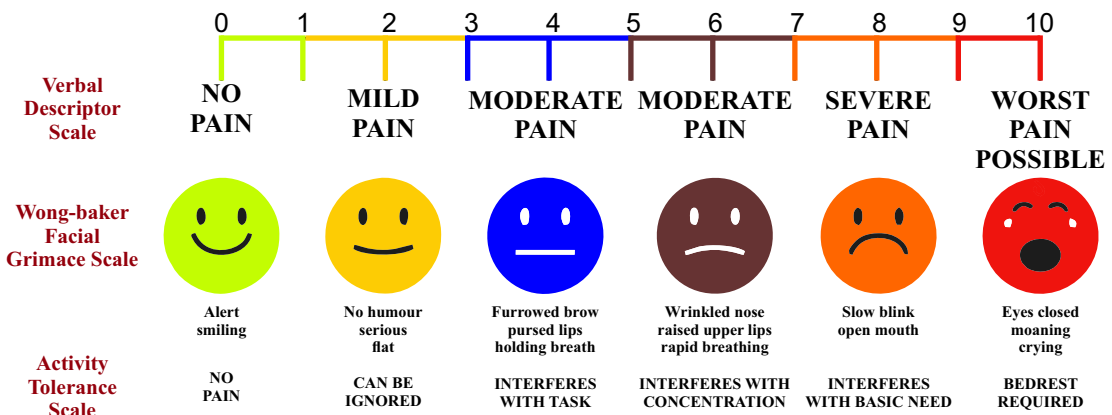 0 1 2 3 4 5 6 7 8 9 10
Verbal
Descriptor
Scale
NO
PAIN
MILD
PAIN
MODERATE
PAIN
MODERATE
PAIN
SEVERE
PAIN
WORST
PAIN
POSSIBLE
Wong-baker
Facial
Grimace Scale
Alert
smiling
No humour
serious
flat
Furrowed brow
pursed lips
holding breath
Wrinkled nose
raised upper lips
rapid breathing
Slow blink
open mouth
Eyes closed
moaning
crying
Activity
Tolerance
Scale
NO
PAIN
CAN BE
IGNORED
INTERFERES
WITH TASK
INTERFERES WITH
CONCENTRATION
INTERFERES
WITH BASIC NEED
BEDREST
REQUIRED